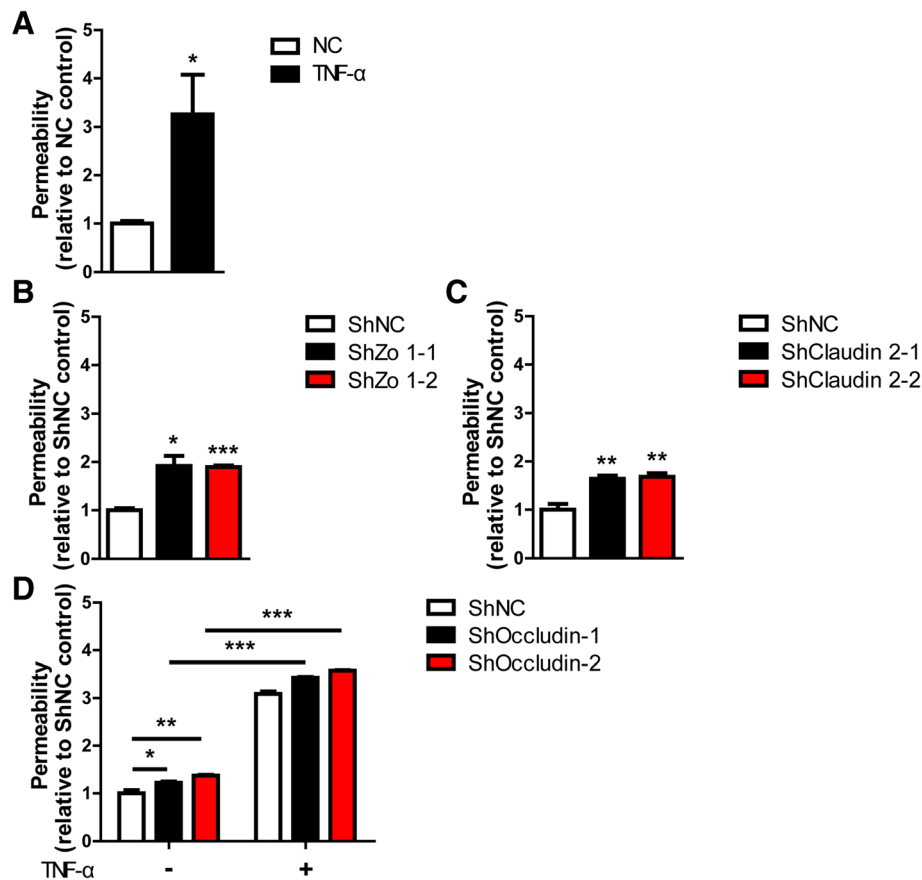 A
Permeability
(relative to NC control)
5
4
3
2
1
0
*
NC
TNF-α
B
Permeability
(relative to ShNC control)
5
4
3
2
1
0
*
***
ShNC
ShZo 1-1
ShZo 1-2
C
Permeability
(relative to ShNC control)
5
4
3
2
1
0
**
**
ShNC
ShClaudin 2-1
ShClaudin 2-2
D
Permeability
(relative to ShNC control)
5
4
3
2
1
0
***
***
**
*
ShNC
ShOccludin-1
ShOccludin-2
TNF-α - +